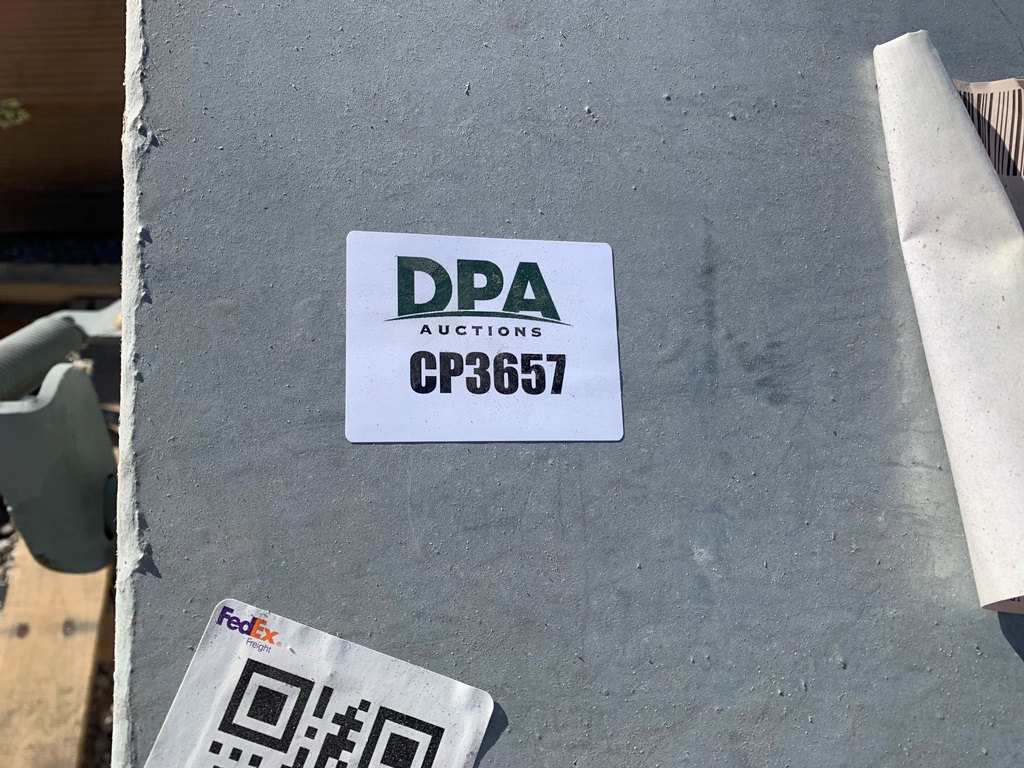 DPA
AUCTIONS
CP3657
FedEx®
Freight